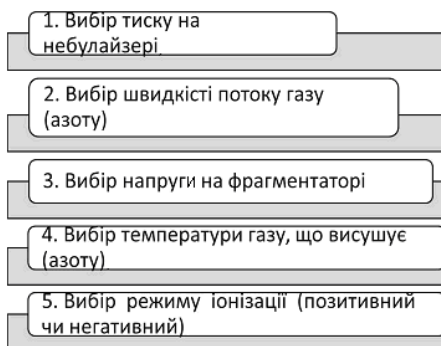 1. Вибір тиску на
небулайзері
2. Вибір швидкісті потоку газу
(азоту)
3. Вибір напруги на фрагментаторі
4. Вибір температури газу, що висушує
(азоту)
5. Вибір режиму іонізації (позитивний
чи негативний)